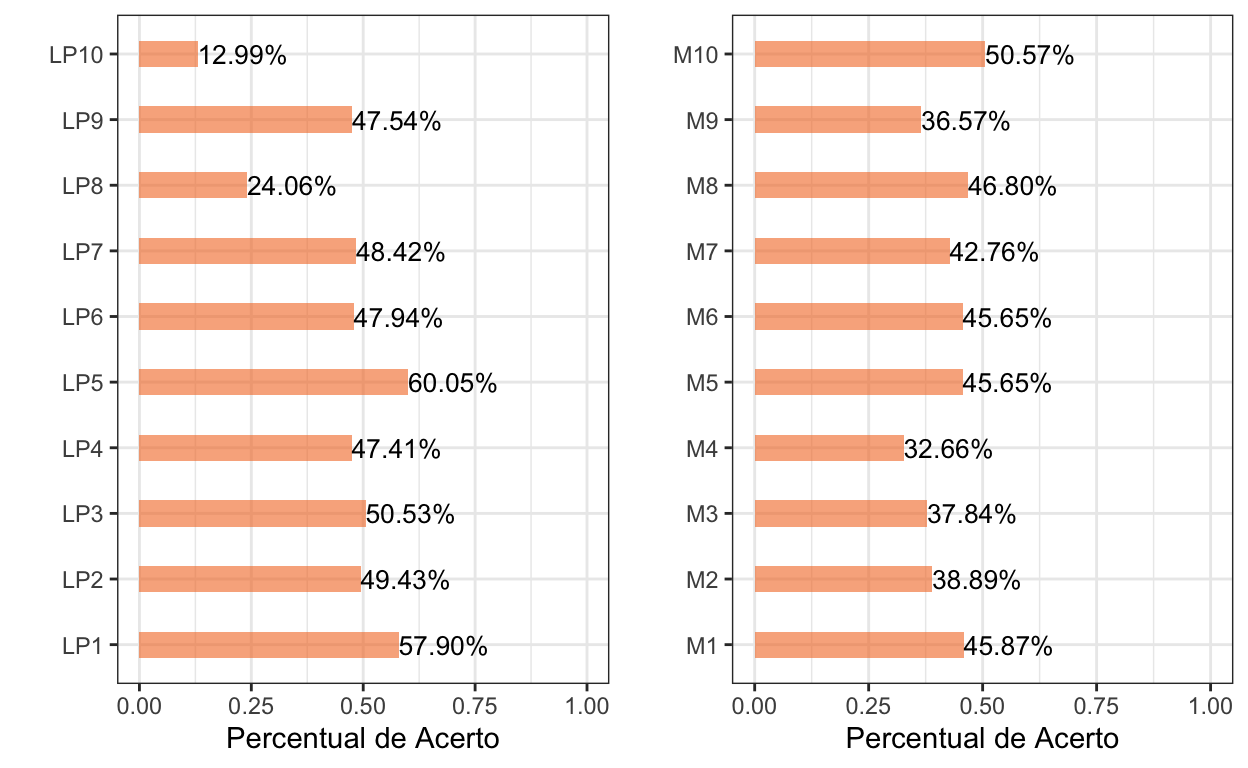 LP10 12.99%
LP9 47.54%
LP8 24.06%
LP7 48.42%
LP6 47.94%
LP5 60.05%
LP4 47.41%
LP3 50.53%
LP2 49.43%
LP1 57.90%
0.00 0.25 0.50 0.75 1.00
Percentual de Acerto
M10 50.57%
M9 36.57%
M8 46.80%
M7 42.76%
M6 45.65%
M5 45.65%
M4 32.66%
M3 37.84%
M2 38.89%
M1 45.87%
0.00 0.25 0.50 0.75 1.00
Percentual de Acerto